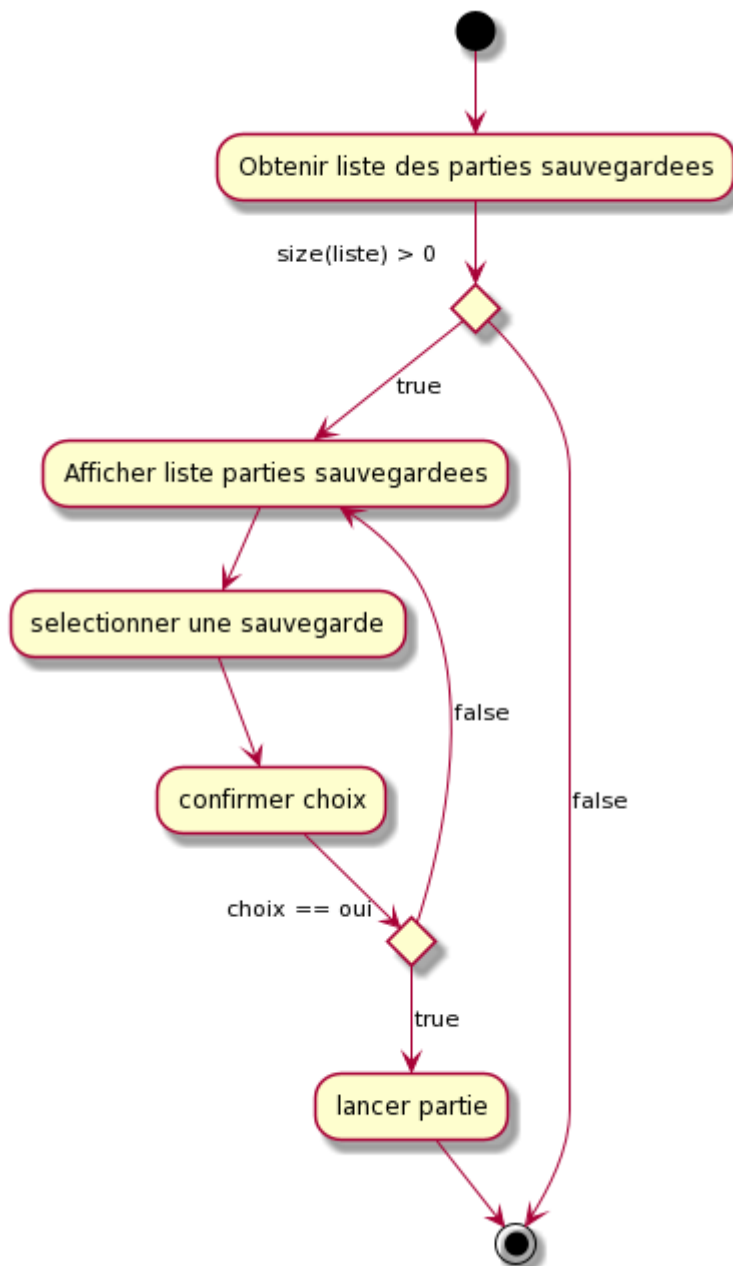 Obtenir liste des parties sauvegardees
size(liste) > 0
true
Afficher liste parties sauvegardees
selectionner une sauvegarde
false
confirmer choix
false
choix == oui
true
lancer partie